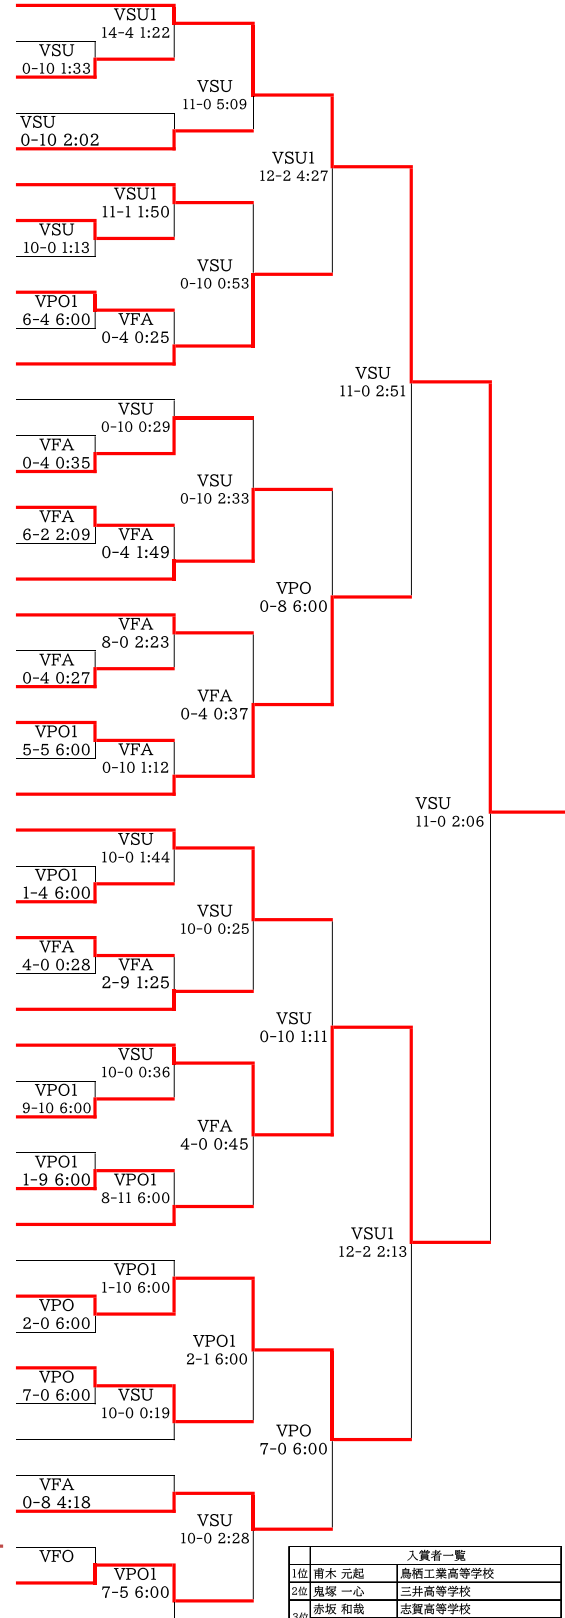 VSU1
14-4 1:22
VSU
0-10 1:33
VSU
11-0 5:09
VSU
0-10 2:02
VSU1
12-2 4:27
VSU1
11-1 1:50
VSU
10-0 1:13
VSU
0-10 0:53
VPO1
6-4 6:00
VFA
0-4 0:25
VSU
11-0 2:51
VSU
0-10 0:29
VFA
0-4 0:35
VSU
0-10 2:33
VFA
6-2 2:09
VFA
0-4 1:49
VPO
0-8 6:00
VFA
8-0 2:23
VFA
0-4 0:27
VFA
0-4 0:37
VPO1
5-5 6:00
VFA
0-10 1:12
VSU
11-0 2:06
VSU
10-0 1:44
VPO1
1-4 6:00
VSU
10-0 0:25
VFA
4-0 0:28
VFA
2-9 1:25
VSU
0-10 1:11
VSU
10-0 0:36
VPO1
9-10 6:00
VFA
4-0 0:45
VPO1
1-9 6:00
VPO1
8-11 6:00
VSU1
12-2 2:13
VPO1
1-10 6:00
VPO
2-0 6:00
VPO1
2-1 6:00
VPO
7-0 6:00
VSU
10-0 0:19
VPO
7-0 6:00
VFA
0-8 4:18
VSU
10-0 2:28
VFO
VPO1
7-5 6:00
入賞者一覧
1位 甫木 元起 鳥栖工業高等学校
2位 鬼塚 一心 三井高等学校
3位 赤坂 和哉 志賀高等学校